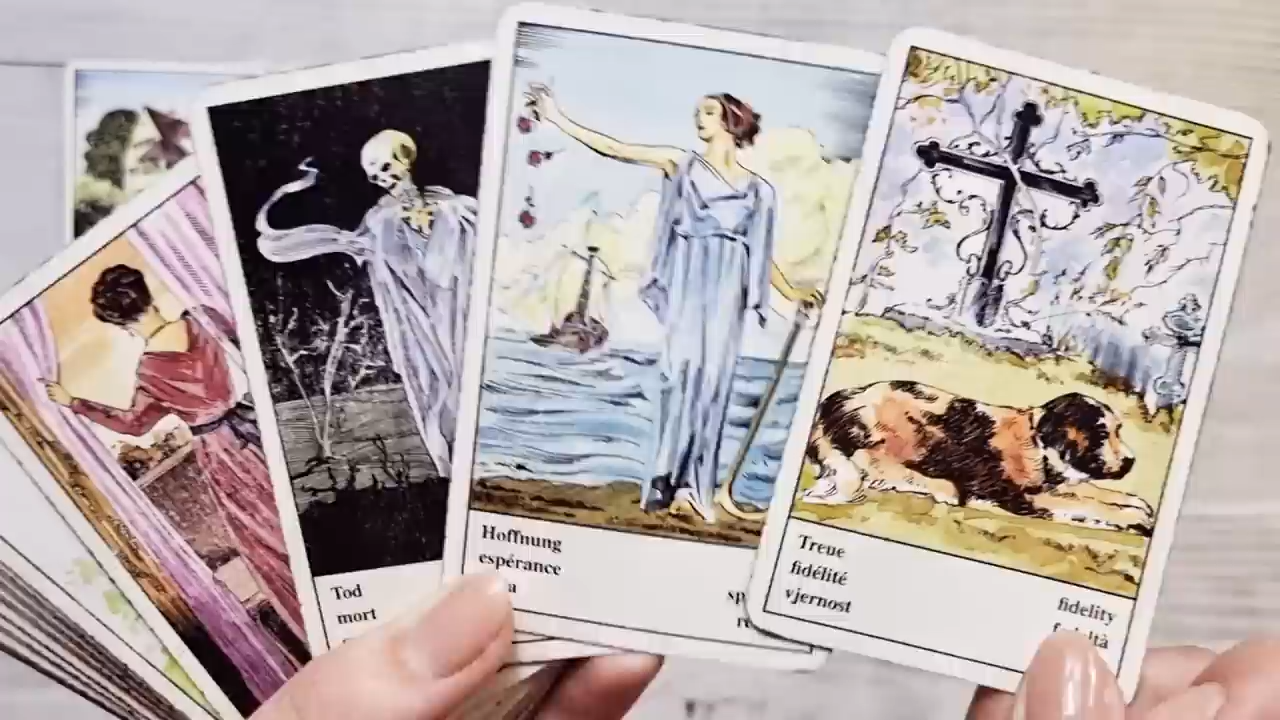 Tod
mort
Hoffnung
espérance
Treue
fidélité
vjernost
fidelity